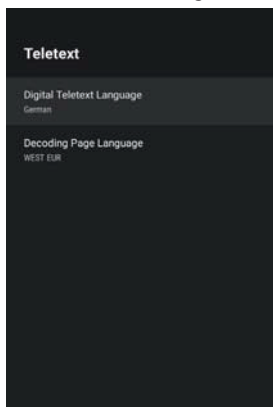 Teletext
Digital Teletext Language
German
Decoding Page Language
WEST EUR